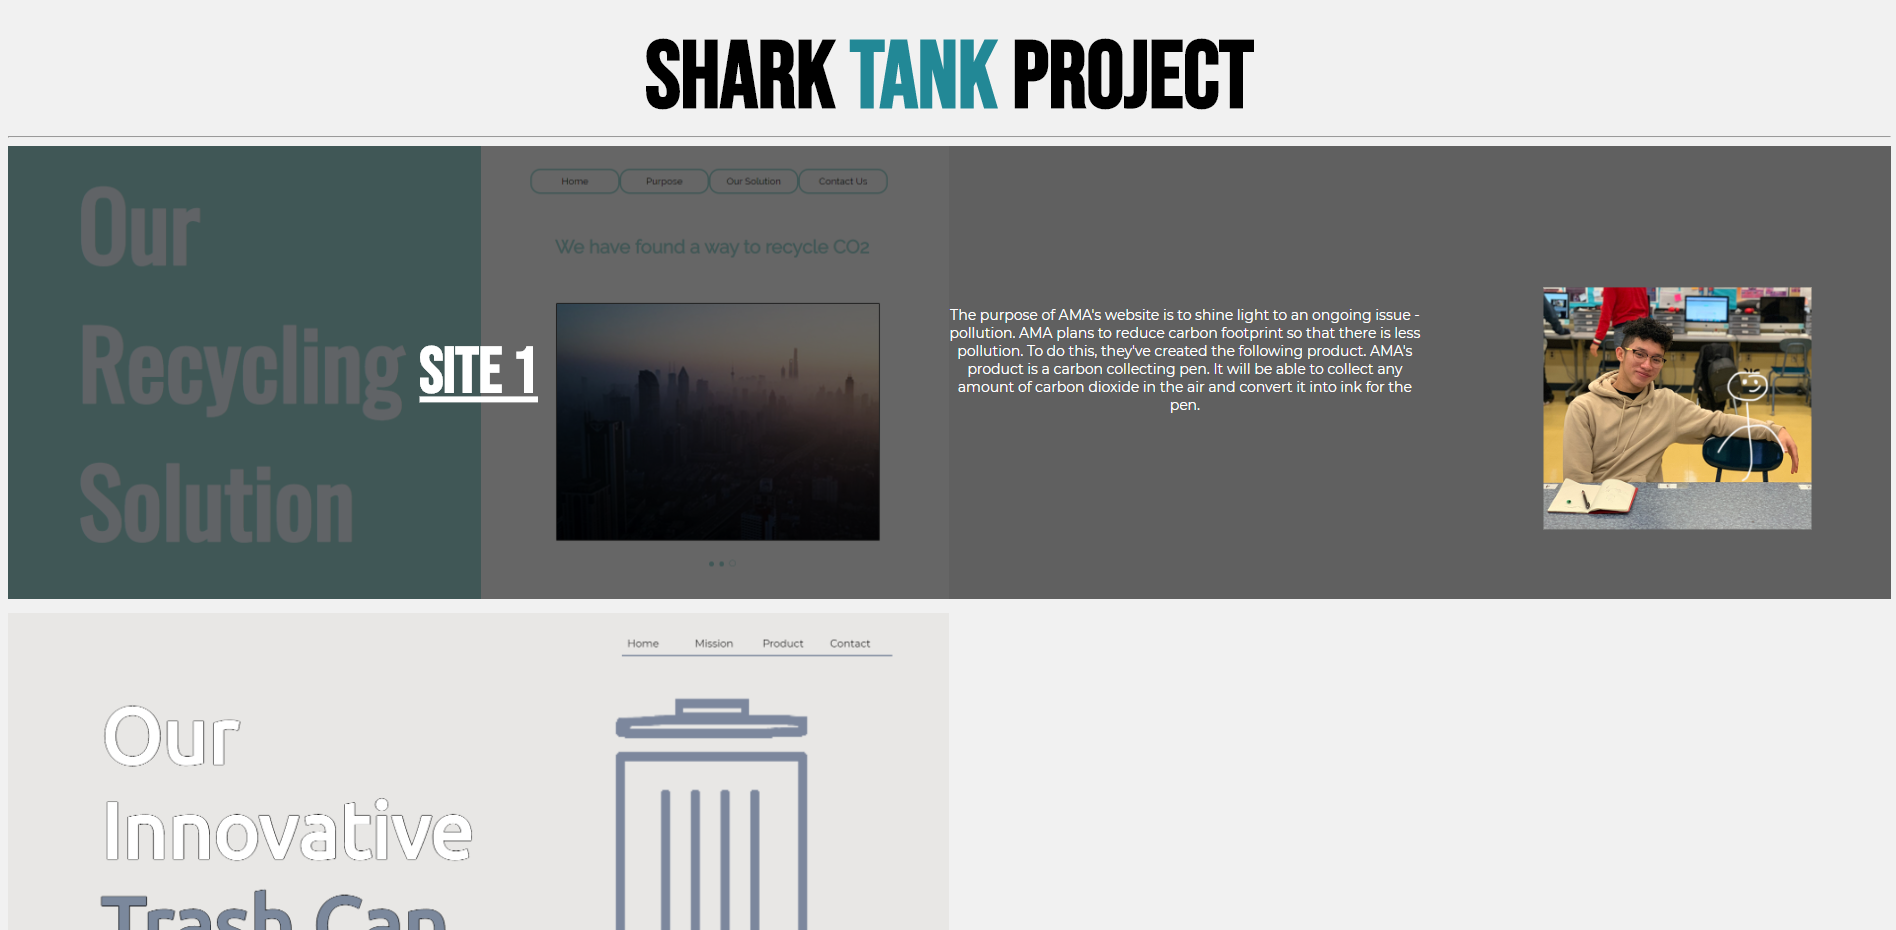 SHARK TANK PROJECT
Our
Recycling
Solution
SITE 1
Home Purpose Our Solution Contact Us
We have found a way to recycle CO2
The purpose of AMA's website is to shine light to an ongoing issue -
pollution. AMA plans to reduce carbon footprint so that there is less
pollution. To do this, they've created the following product. AMA's
product is a carbon collecting pen. It will be able to collect any
amount of carbon dioxide in the air and convert it into ink for the
pen.
Home Mission Product Contact
Our
Innovative
Trash Can